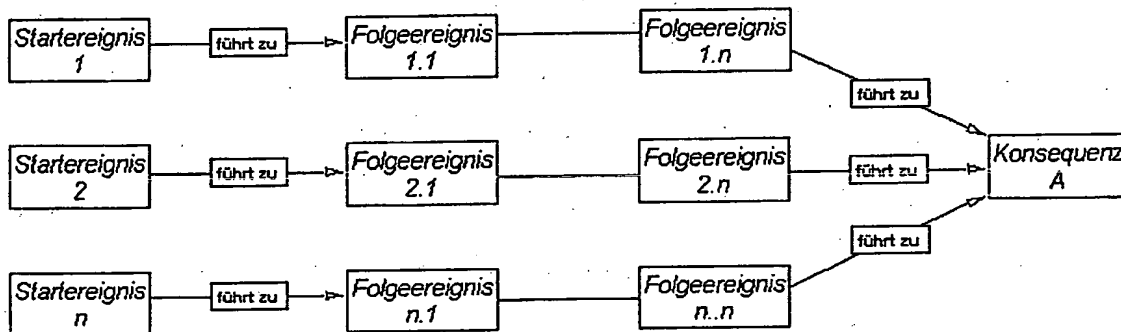 Startereignis
1
führt zu
Folgeereignis
1.1
Folgeereignis
1.n
führt zu
Startereignis
2
führt zu
Folgeereignis
2.1
Folgeereignis
2.n
führt zu
Konsequenz
A
Startereignis
n
führt zu
Folgeereignis
n.1
Folgeereignis
n..n
führt zu